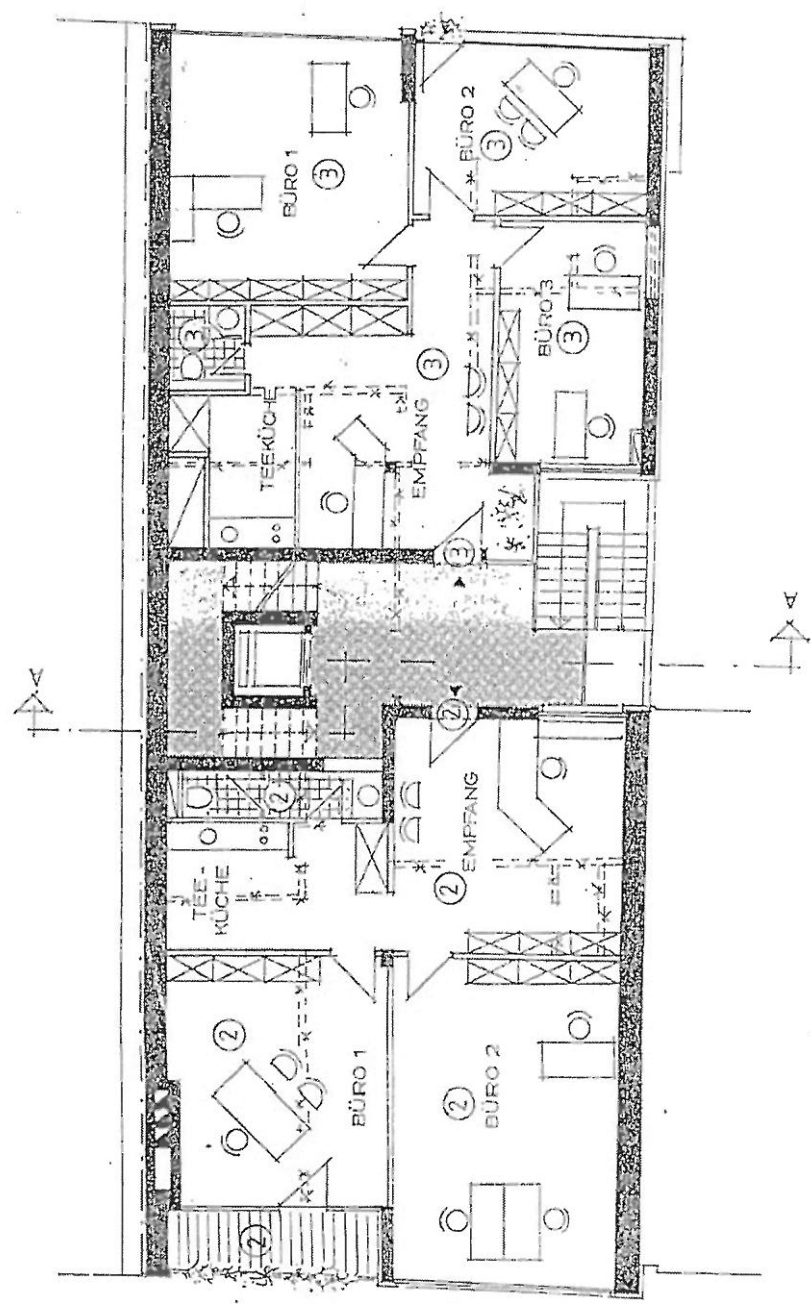 A
A
BÜRO 1
③
BÜRO 2
③
BÜRO 3
③
③
TEEKÜCHE
EMPFANG
③
③
②
②
TEE-
KÜCHE
EMPFANG
②
BÜRO 1
②
BÜRO 2
②
②